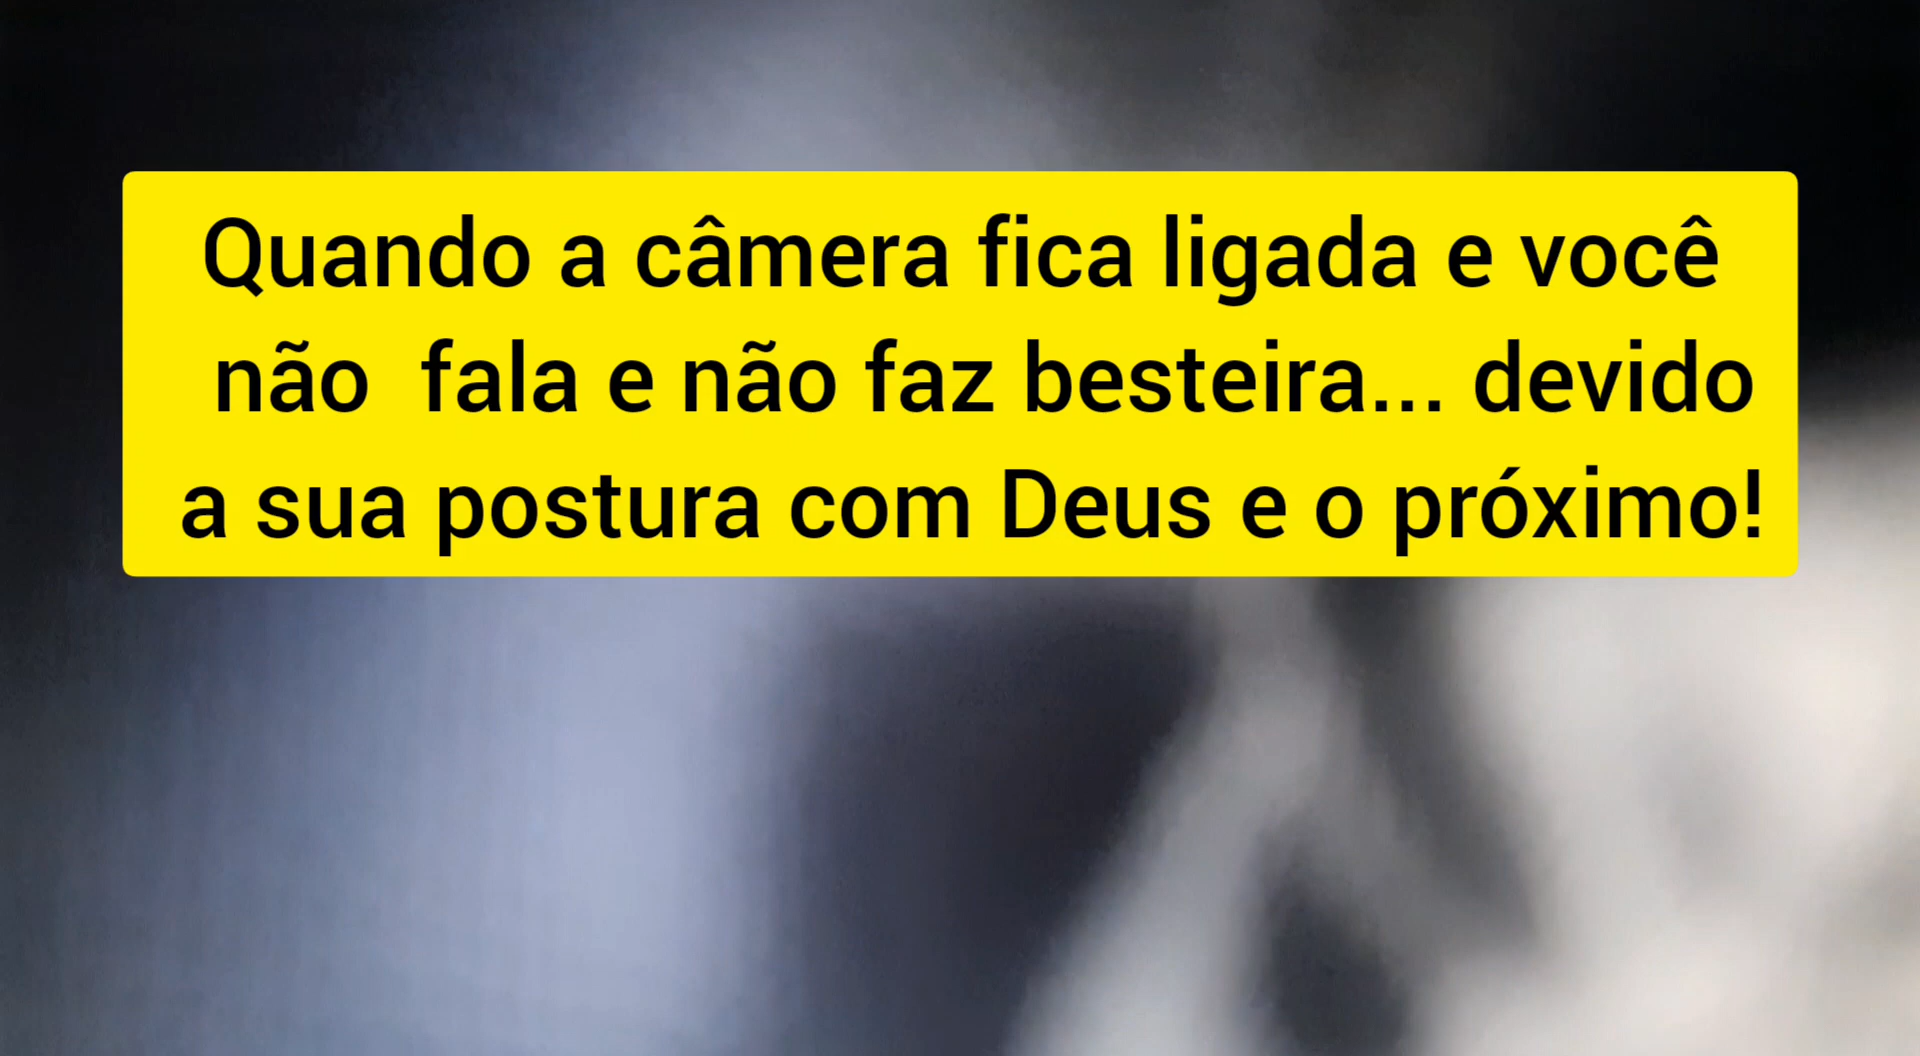 Quando a câmera fica ligada e você
não fala e não faz besteira... devido
a sua postura com Deus e o próximo!